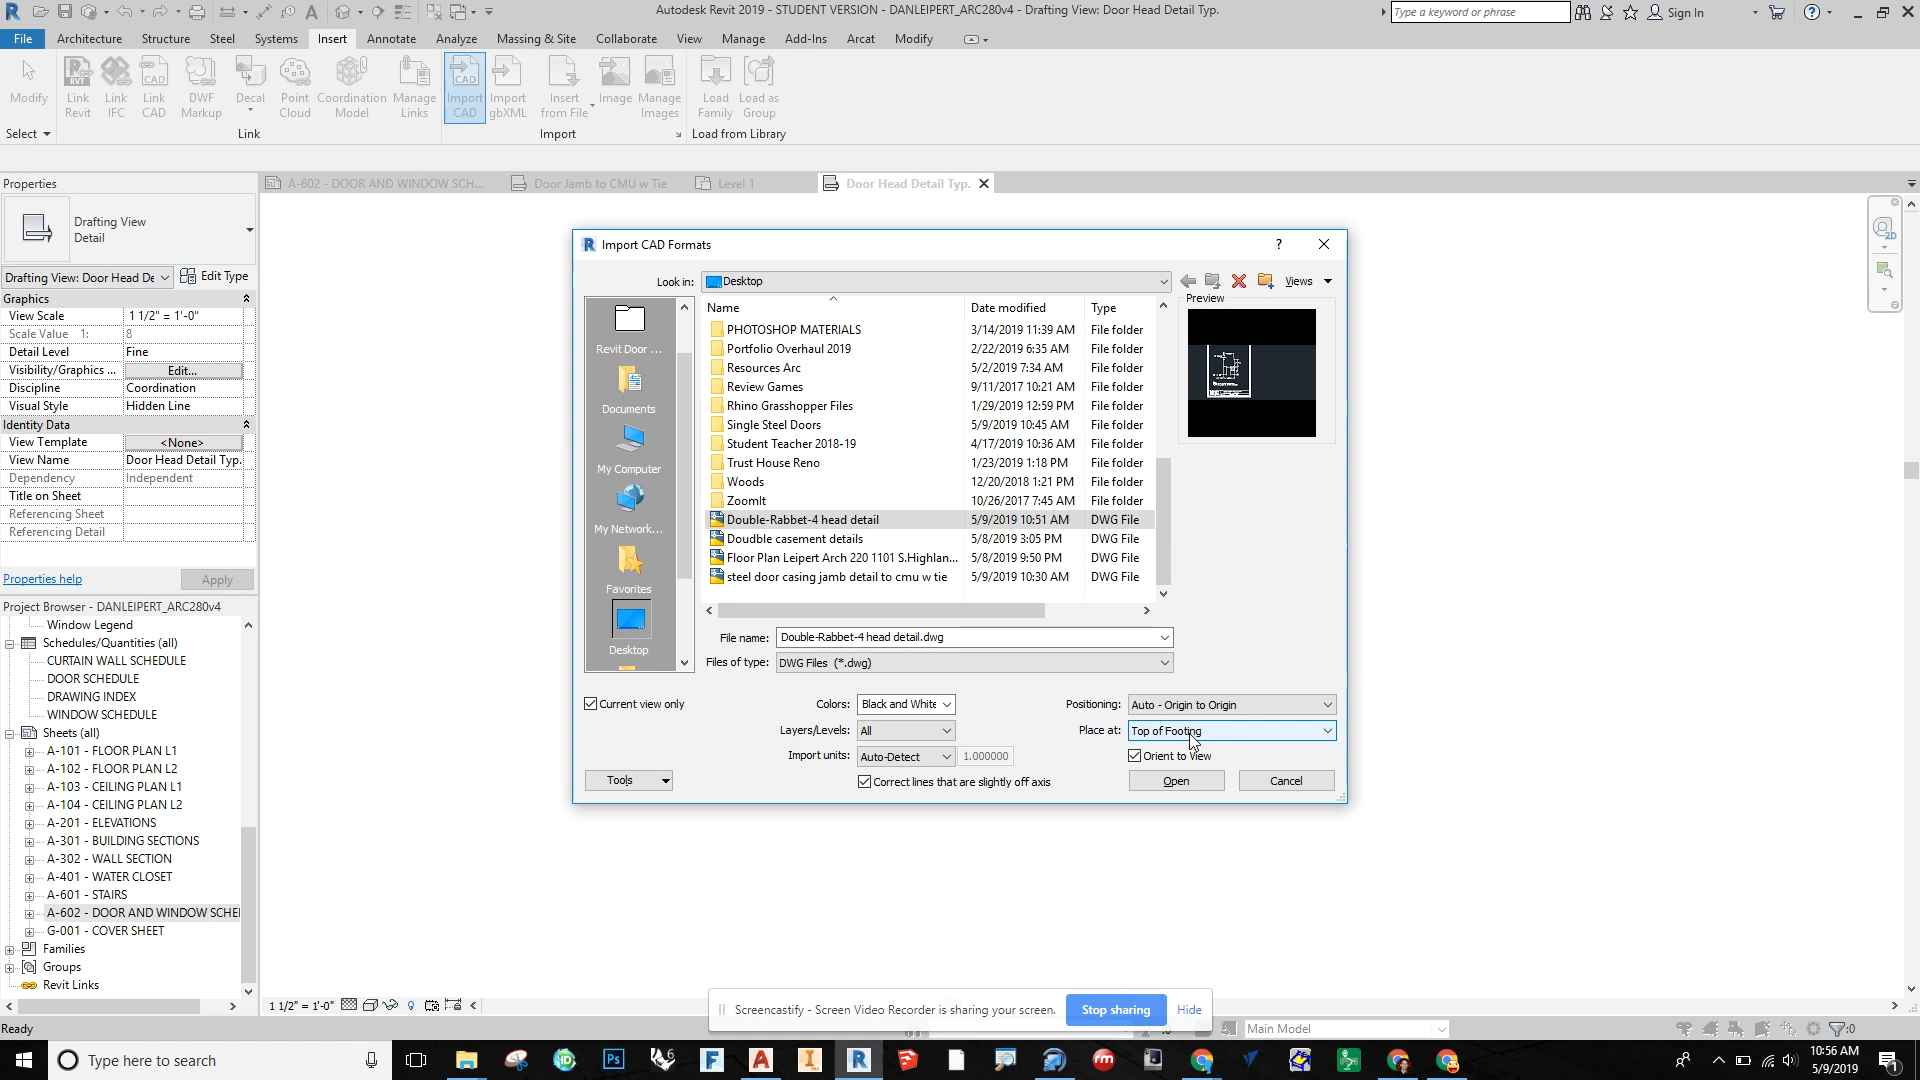 Autodesk Revit 2019 - STUDENT VERSION - DANLEIPERT_ARC280v4 - Drafting View: Door Head Detail Typ.
Type a keyword or phrase
Sign In
File Architecture Structure Steel Systems Insert Annotate Analyze Massing & Site Collaborate View Manage Add-Ins Arcat Modify
Modify
Link Revit
Link IFC
Link CAD
DWF Markup
Decal
Point Cloud
Coordination Model
Manage Links
Import CAD
Import gbXML
Insert from File
Image
Manage Images
Load Family
Load as Group
Select
Link
Import
Load from Library
Properties
A-602 - DOOR AND WINDOW SCH...
Door Jamb to CMU w Tie
Level 1
Door Head Detail Typ.
Drafting View
Detail
Drafting View: Door Head De
Edit Type
Graphics
View Scale 1 1/2" = 1'-0"
Scale Value 1: 8
Detail Level Fine
Visibility/Graphics ... Edit...
Discipline Coordination
Visual Style Hidden Line
Identity Data
View Template <None>
View Name Door Head Detail Typ.
Dependency Independent
Title on Sheet
Referencing Sheet
Referencing Detail
Properties help
Apply
Project Browser - DANLEIPERT_ARC280v4
Window Legend
Schedules/Quantities (all)
CURTAIN WALL SCHEDULE
DOOR SCHEDULE
DRAWING INDEX
WINDOW SCHEDULE
Sheets (all)
A-101 - FLOOR PLAN L1
A-102 - FLOOR PLAN L2
A-103 - CEILING PLAN L1
A-104 - CEILING PLAN L2
A-201 - ELEVATIONS
A-301 - BUILDING SECTIONS
A-302 - WALL SECTION
A-401 - WATER CLOSET
A-601 - STAIRS
A-602 - DOOR AND WINDOW SCHE
G-001 - COVER SHEET
Families
Groups
Revit Links
Import CAD Formats
?
Look in: Desktop
Views
Revit Door ...
Documents
My Computer
My Network...
Favorites
Desktop
Name Date modified Type
PHOTOSHOP MATERIALS 3/14/2019 11:39 AM File folder
Portfolio Overhaul 2019 2/22/2019 6:35 AM File folder
Resources Arc 5/2/2019 7:34 AM File folder
Review Games 9/11/2017 10:21 AM File folder
Rhino Grasshopper Files 1/29/2019 12:59 PM File folder
Single Steel Doors 5/9/2019 10:45 AM File folder
Student Teacher 2018-19 4/17/2019 10:36 AM File folder
Trust House Reno 1/23/2019 1:18 PM File folder
Woods 12/20/2018 1:21 PM File folder
ZoomIt 10/26/2017 7:45 AM File folder
Double-Rabbet-4 head detail 5/9/2019 10:51 AM DWG File
Doudble casement details 5/8/2019 3:05 PM DWG File
Floor Plan Leipert Arch 220 1101 S.Highlan... 5/8/2019 9:50 PM DWG File
steel door casing jamb detail to cmu w tie 5/9/2019 10:30 AM DWG File
Preview
File name: Double-Rabbet-4 head detail.dwg
Files of type: DWG Files (*.dwg)
Current view only
Colors: Black and White
Layers/Levels: All
Import units: Auto-Detect 1.000000
Correct lines that are slightly off axis
Positioning: Auto - Origin to Origin
Place at: Top of Footing
Orient to View
Tools
Open
Cancel
1 1/2" = 1'-0"
Screencastify - Screen Video Recorder is sharing your screen.
Stop sharing
Hide
Ready
:0
Main Model
:0
Type here to search
10:56 AM
5/9/2019